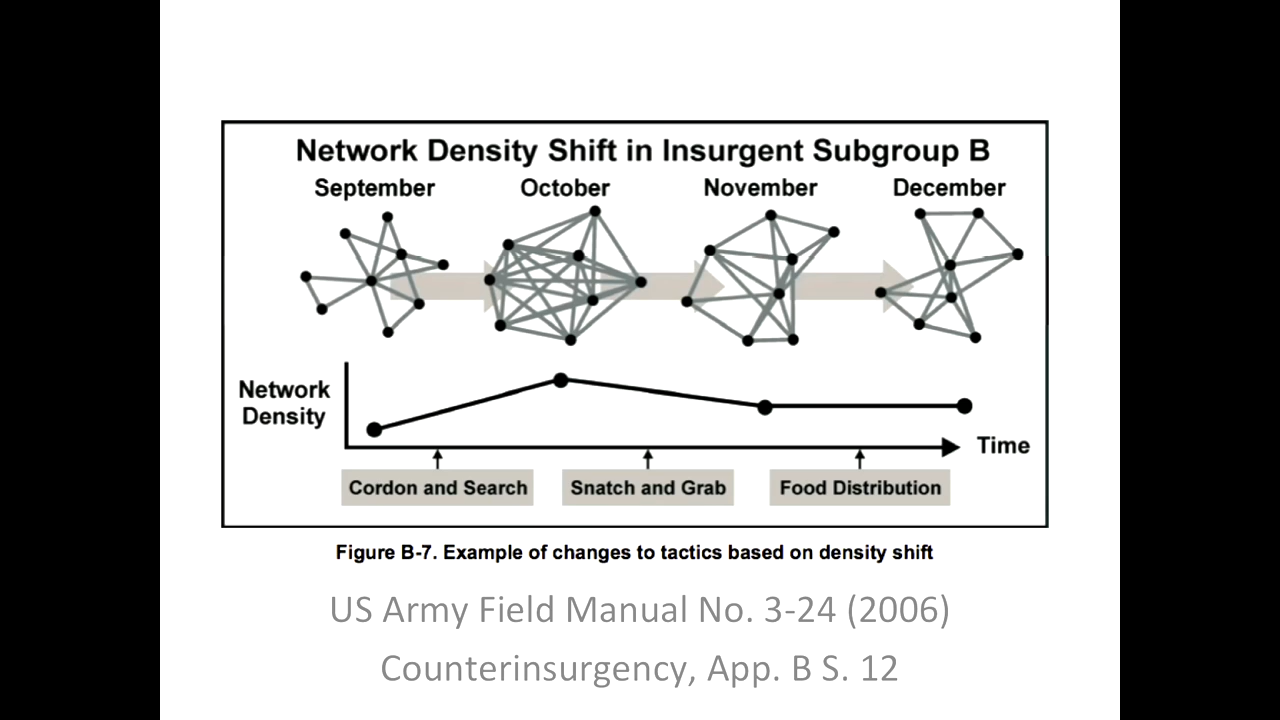 Network Density Shift in Insurgent Subgroup B
September October November December
Network
Density
Time
Cordon and Search Snatch and Grab Food Distribution
Figure B-7. Example of changes to tactics based on density shift
US Army Field Manual No. 3-24 (2006)
Counterinsurgency, App. B S. 12